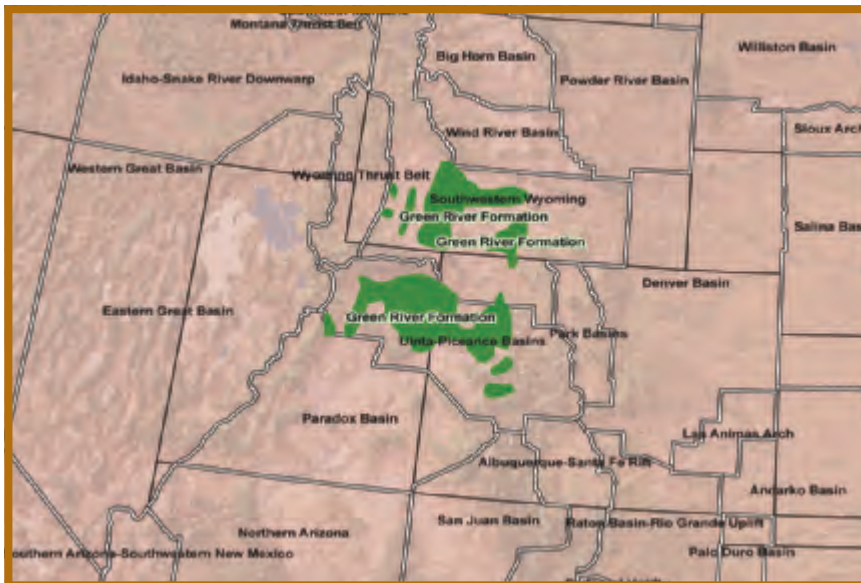 Montana Thrust Belt
Williston Basin
Big Horn Basin
Idaho-Snake River Downwarp
Powder River Basin
Wind River Basin
Sioux Arch
Western Great Basin
Wyoming Thrust Belt
Southwestern Wyoming
Green River Formation
Salina Bas
Green River Formation
Denver Basin
Eastern Great Basin
Green River Formation
Park Basins
Uinta-Piceance Basins
Paradox Basin
Las Animas Arch
Albuquerque-Santa Fe Rift
Andarko Basin
San Juan Basin
Raton Basin-Rio Grande Uplift
Northern Arizona
outhern Arizona-Southwestern New Mexico
Palo Duro Basin